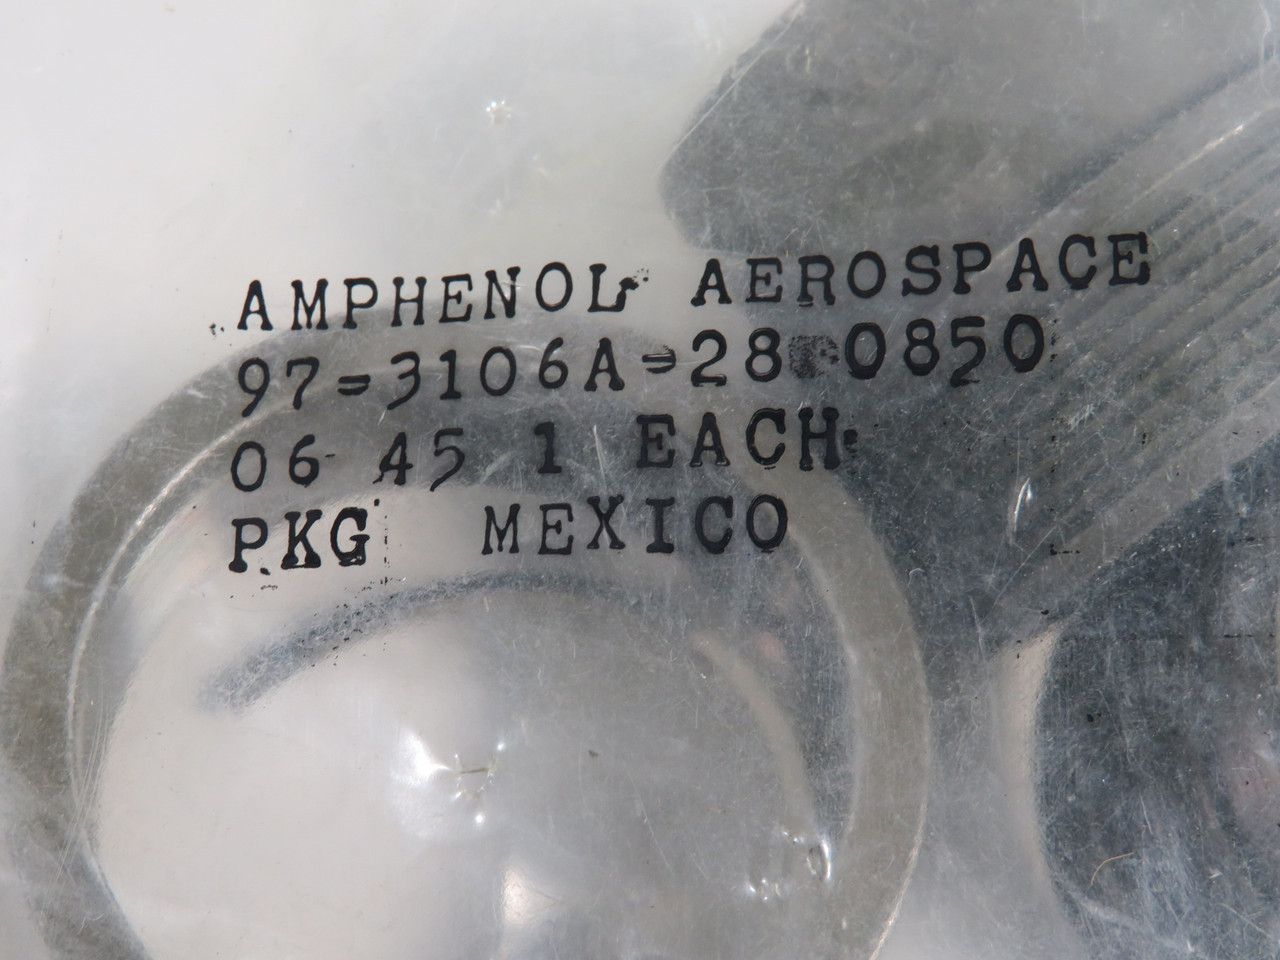 AMPHENOL AEROSPACE
97=3106A=28 0850
06 45 1 EACH
PKG MEXICO